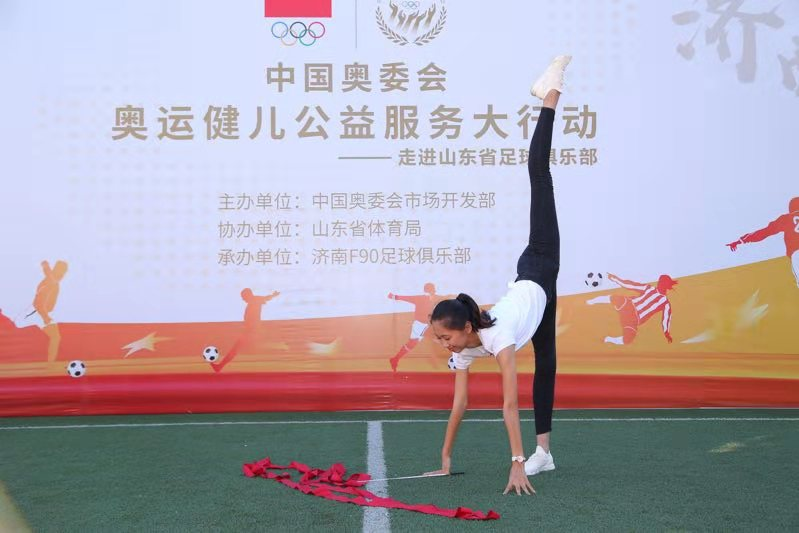 济南
中国奥委会
奥运健儿公益服务大行动
—— 走进山东省足球俱乐部
主办单位：中国奥委会市场开发部
协办单位：山东省体育局
承办单位：济南F90足球俱乐部